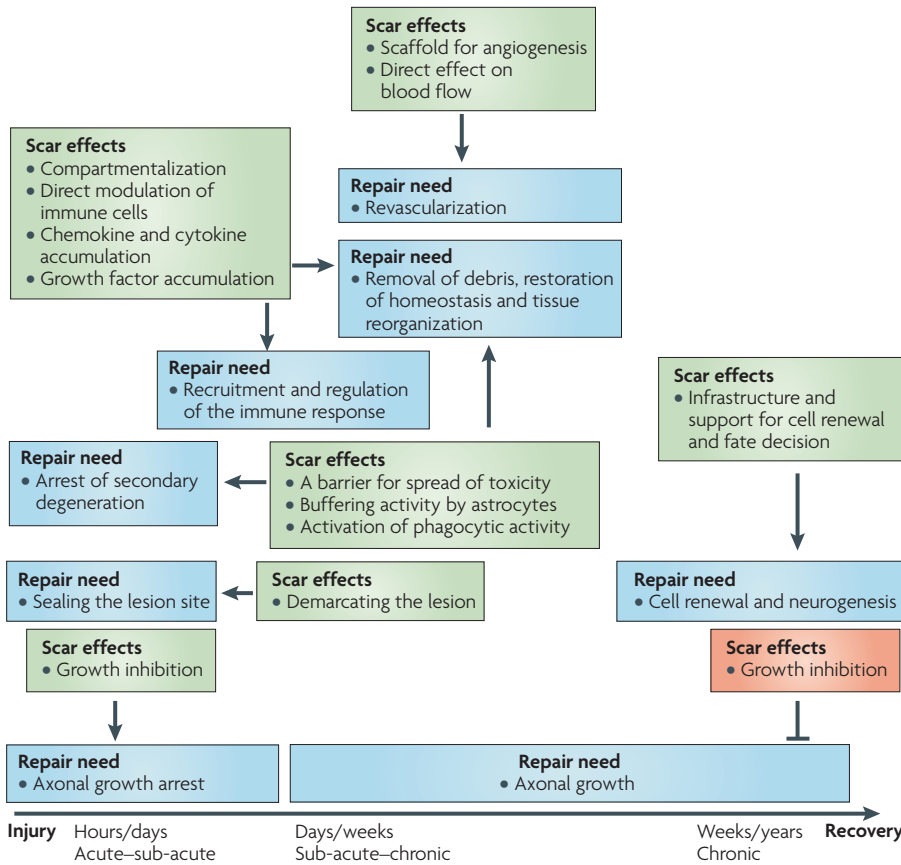 Scar effects
• Scaffold for angiogenesis
• Direct effect on
blood flow
Scar effects
• Compartmentalization
• Direct modulation of
immune cells
• Chemokine and cytokine
accumulation
• Growth factor accumulation
Repair need
• Revascularization
Repair need
• Removal of debris, restoration
of homeostasis and tissue
reorganization
Repair need
• Recruitment and regulation
of the immune response
Scar effects
• Infrastructure and
support for cell renewal
and fate decision
Repair need
• Arrest of secondary
degeneration
Scar effects
• A barrier for spread of toxicity
• Buffering activity by astrocytes
• Activation of phagocytic activity
Repair need
• Sealing the lesion site
Scar effects
• Demarcating the lesion
Repair need
• Cell renewal and neurogenesis
Scar effects
• Growth inhibition
Scar effects
• Growth inhibition
Repair need
• Axonal growth arrest
Repair need
• Axonal growth
Injury
Hours/days
Acute–sub-acute
Days/weeks
Sub-acute–chronic
Weeks/years
Chronic
Recovery